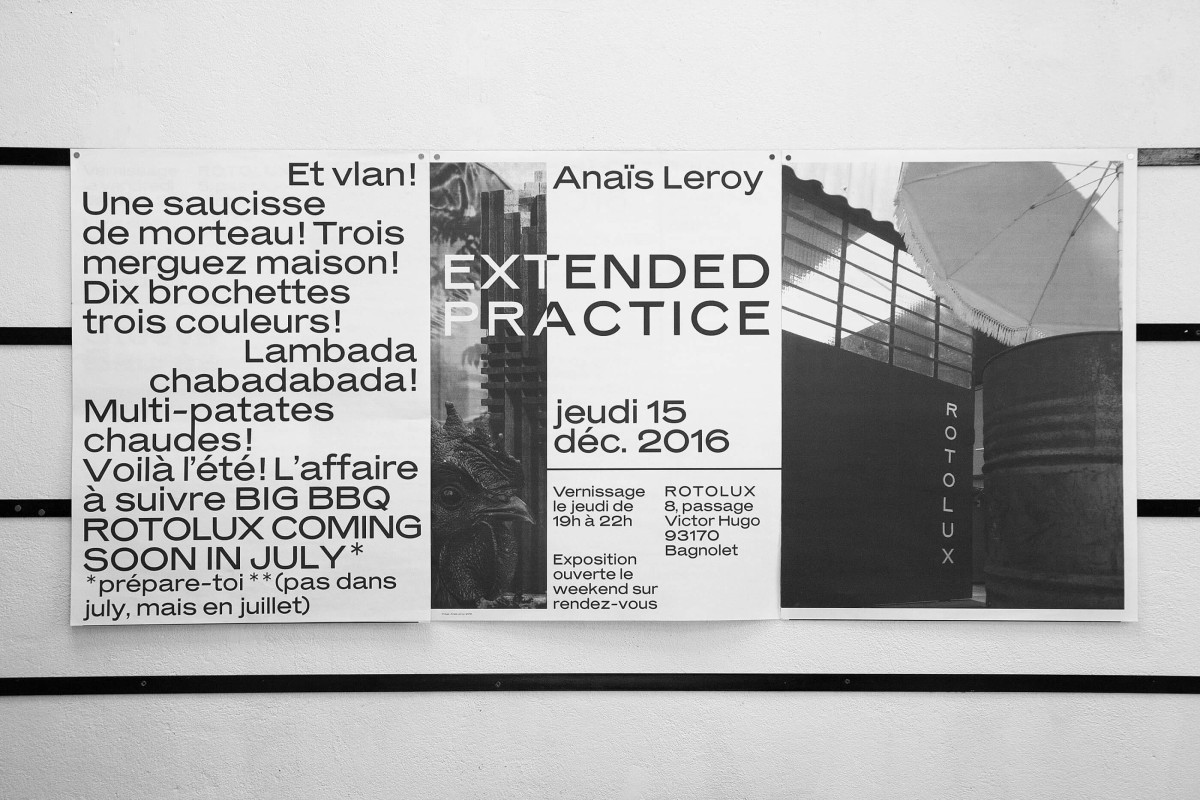 Et vlan!
Une saucisse
de morteau! Trois
merguez maison!
Dix brochettes
trois couleurs!
Lambada
chabadabada!
Multi-patates
chaudes!
Voilà l'été! L'affaire
à suivre BIG BBQ
ROTOLUX COMING
SOON IN JULY*
*prépare-toi **(pas dans
july, mais en juillet)
Anaïs Leroy
EXTENDED
PRACTICE
jeudi 15
déc. 2016
Vernissage
le jeudi de
19h à 22h
Exposition
ouverte le
weekend sur
rendez-vous
ROTOLUX
8, passage
Victor Hugo
93170
Bagnolet
ROTOLUX